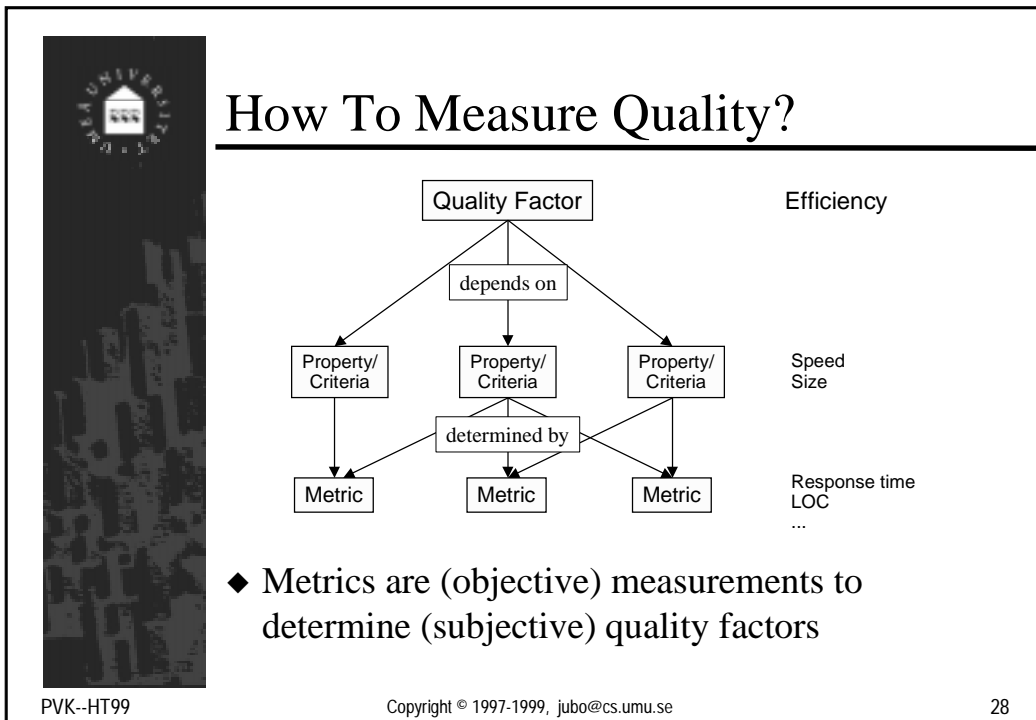 UMEÅ UNIVERSITET
How To Measure Quality?
Quality Factor
Efficiency
depends on
Property/
Criteria
Property/
Criteria
Property/
Criteria
Speed
Size
determined by
Metric
Metric
Metric
Response time
LOC
...
◆ Metrics are (objective) measurements to
determine (subjective) quality factors
PVK--HT99
Copyright © 1997-1999, jubo@cs.umu.se
28